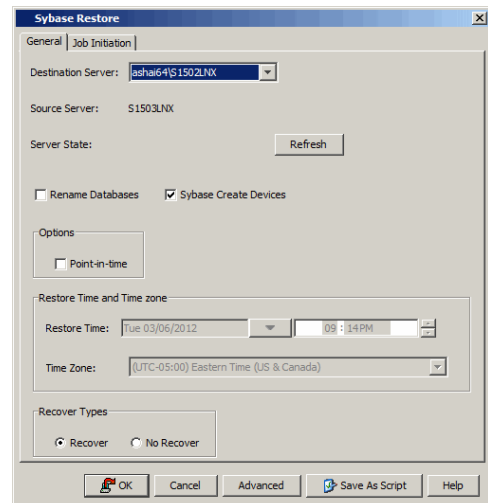 Sybase Restore
General Job Initiation
Destination Server: ashai64\S1502LNX
Source Server: S1503LNX
Server State: Refresh
Rename Databases Sybase Create Devices
Options
Point-in-time
Restore Time and Time zone
Restore Time: Tue 03/06/2012 09 : 14PM
Time Zone: (UTC-05:00) Eastern Time (US & Canada)
Recover Types
Recover No Recover
OK Cancel Advanced Save As Script Help